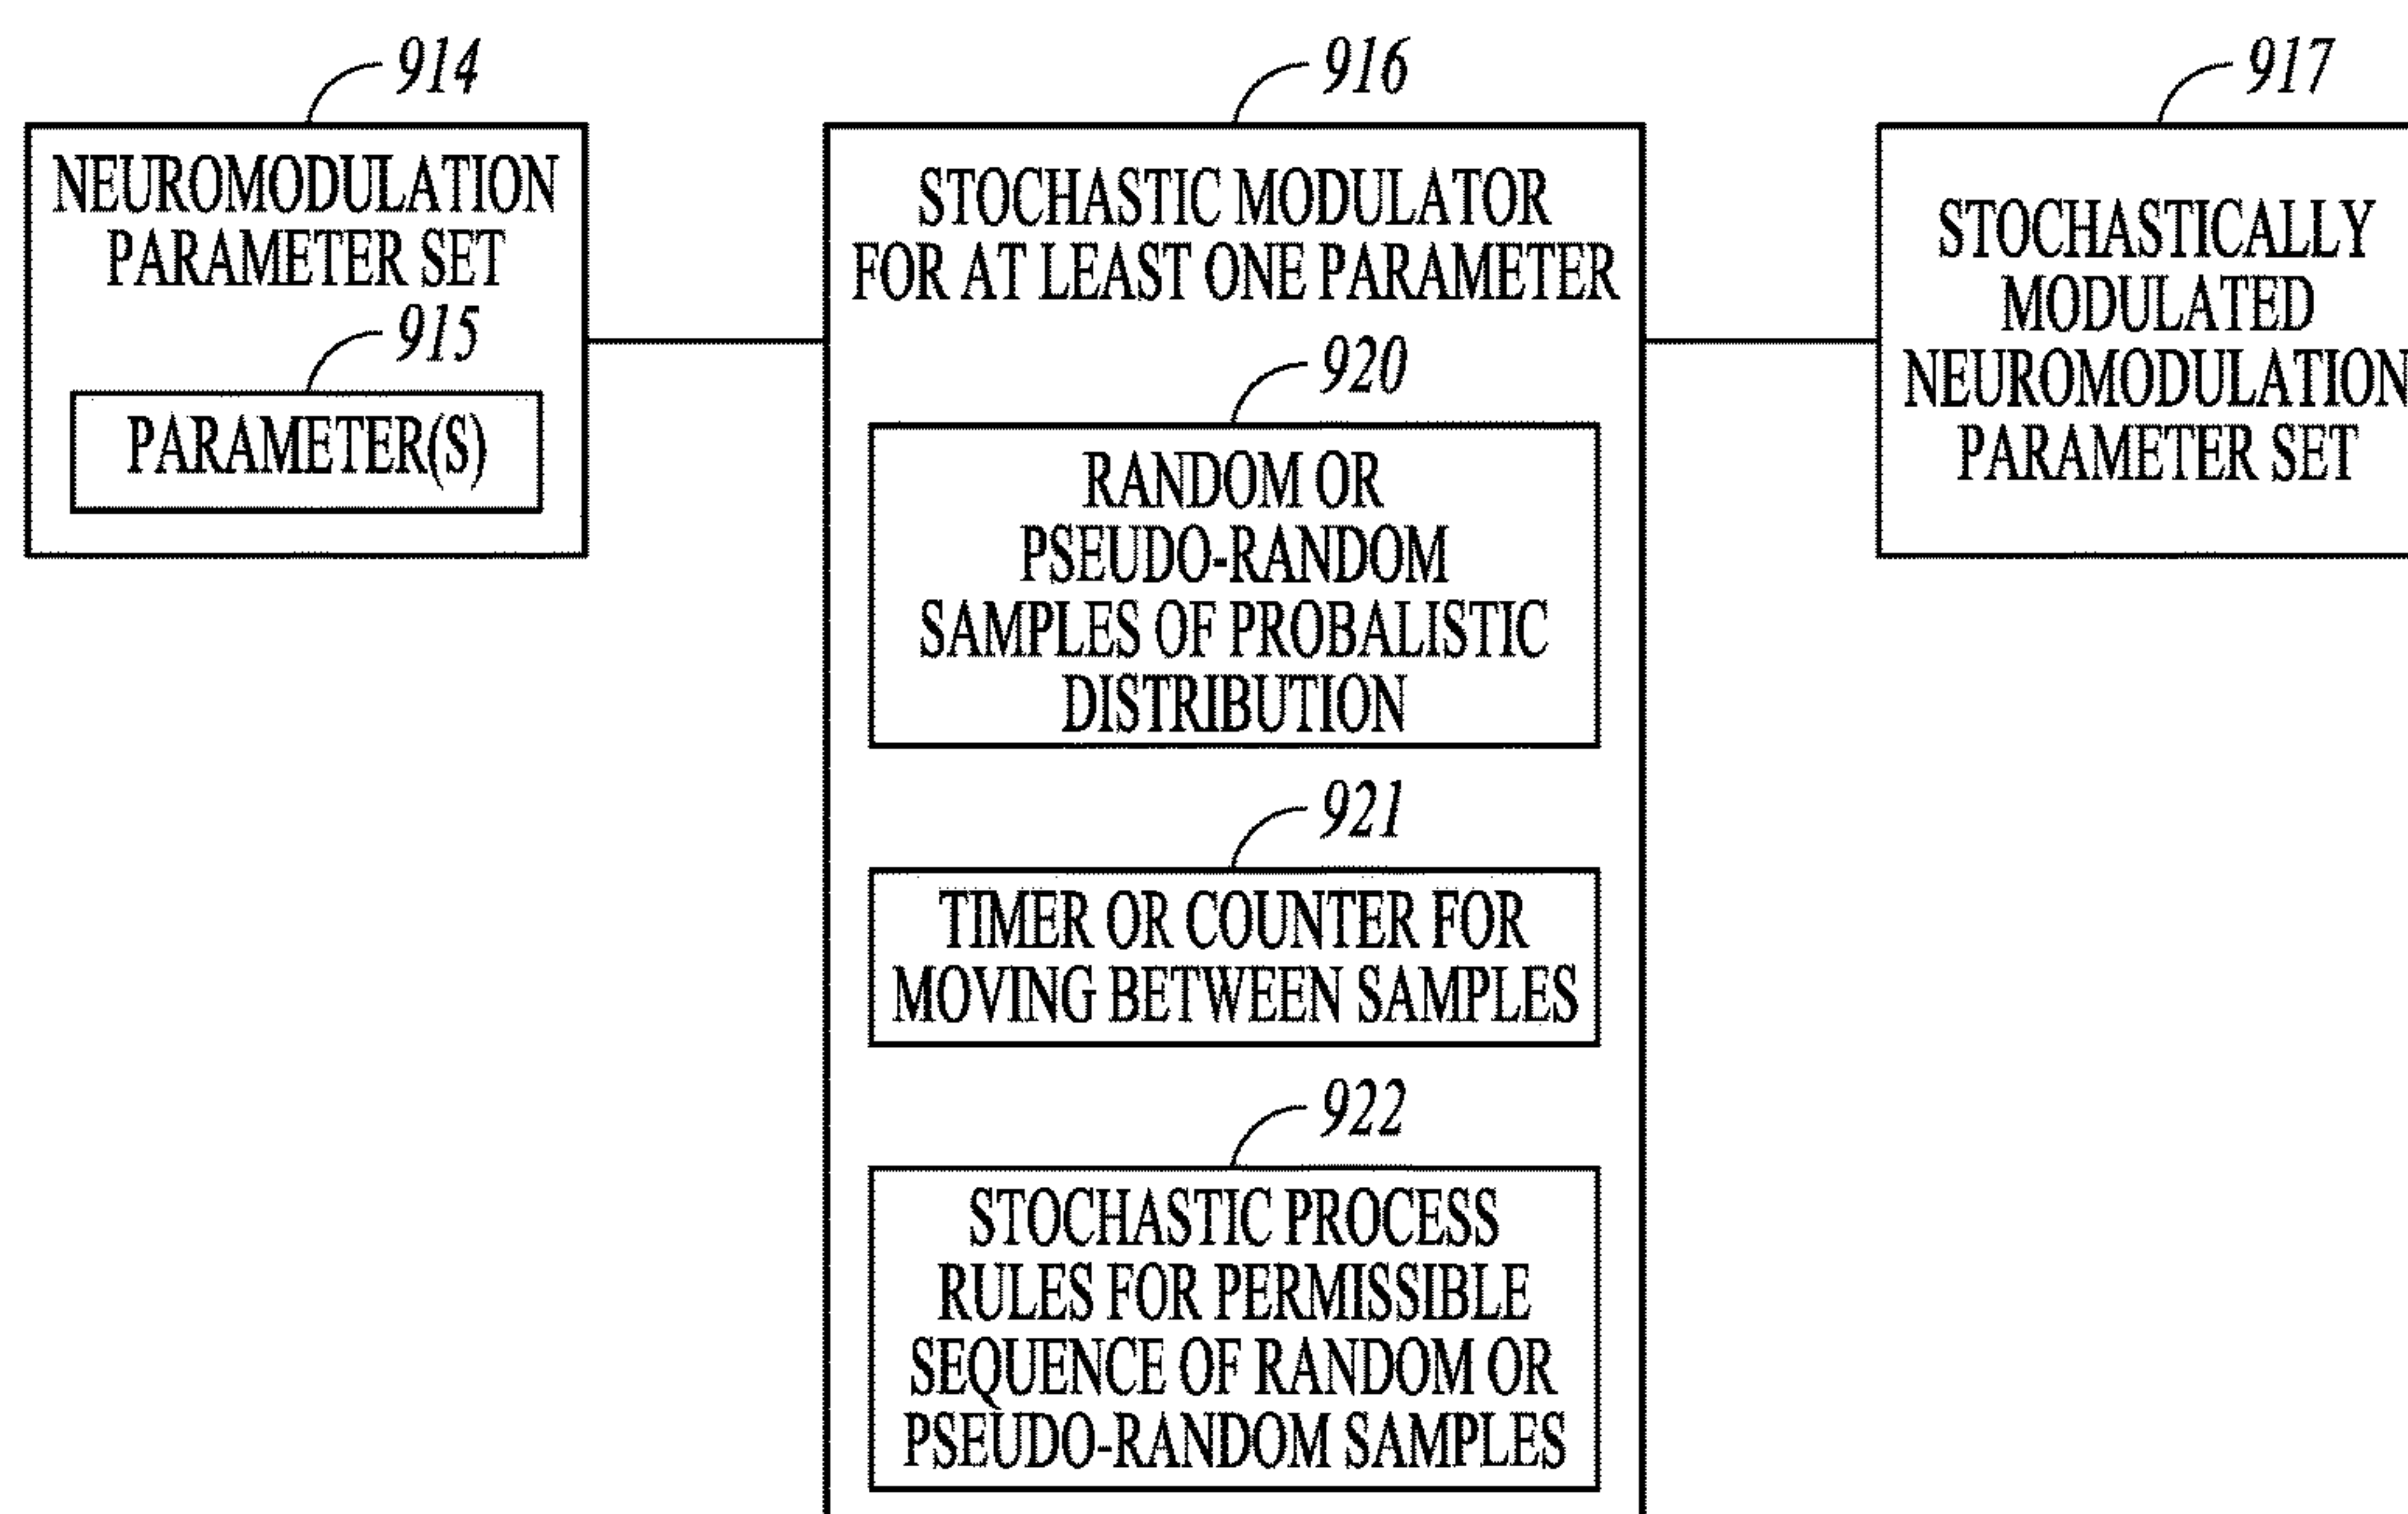 914
NEUROMODULATION
PARAMETER SET
915
PARAMETER(S)
916
STOCHASTIC MODULATOR
FOR AT LEAST ONE PARAMETER
920
RANDOM OR
PSEUDO-RANDOM
SAMPLES OF PROBALISTIC
DISTRIBUTION
921
TIMER OR COUNTER FOR
MOVING BETWEEN SAMPLES
922
STOCHASTIC PROCESS
RULES FOR PERMISSIBLE
SEQUENCE OF RANDOM OR
PSEUDO-RANDOM SAMPLES
917
STOCHASTICALLY
MODULATED
NEUROMODULATION
PARAMETER SET